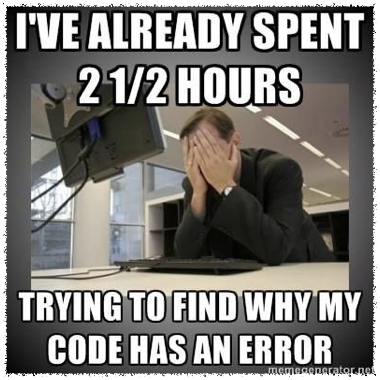 I'VE ALREADY SPENT
2 1/2 HOURS
TRYING TO FIND WHY MY
CODE HAS AN ERROR
memegenerator.net